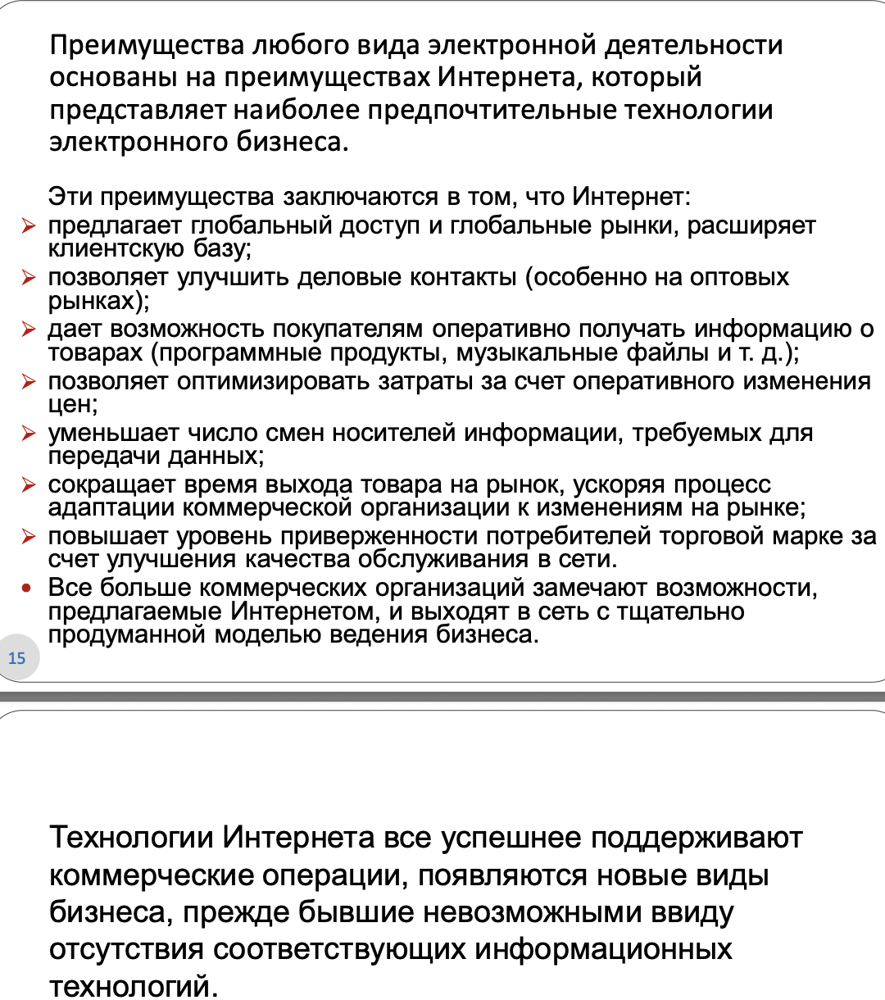 Преимущества любого вида электронной деятельности
основаны на преимуществах Интернета, который
представляет наиболее предпочтительные технологии
электронного бизнеса.
Эти преимущества заключаются в том, что Интернет:
➢ предлагает глобальный доступ и глобальные рынки, расширяет
клиентскую базу;
➢ позволяет улучшить деловые контакты (особенно на оптовых
рынках);
➢ дает возможность покупателям оперативно получать информацию о
товарах (программные продукты, музыкальные файлы и т. д.);
➢ позволяет оптимизировать затраты за счет оперативного изменения
цен;
➢ уменьшает число смен носителей информации, требуемых для
передачи данных;
➢ сокращает время выхода товара на рынок, ускоряя процесс
адаптации коммерческой организации к изменениям на рынке;
➢ повышает уровень приверженности потребителей торговой марке за
счет улучшения качества обслуживания в сети.
• Все больше коммерческих организаций замечают возможности,
предлагаемые Интернетом, и выходят в сеть с тщательно
продуманной моделью ведения бизнеса.
15
Технологии Интернета все успешнее поддерживают
коммерческие операции, появляются новые виды
бизнеса, прежде бывшие невозможными ввиду
отсутствия соответствующих информационных
технологий.